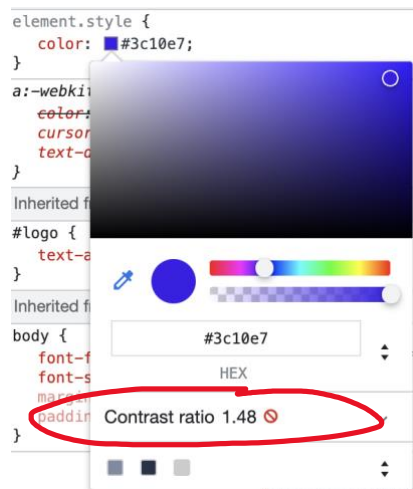 element.style {
color: #3c10e7;
}
a:-webki
color:
cursor
text-d
}
Inherited f
#logo {
text-a
}
Inherited f
body {
font-f
font-s
margin
paddin
}
#3c10e7
HEX
Contrast ratio 1.48